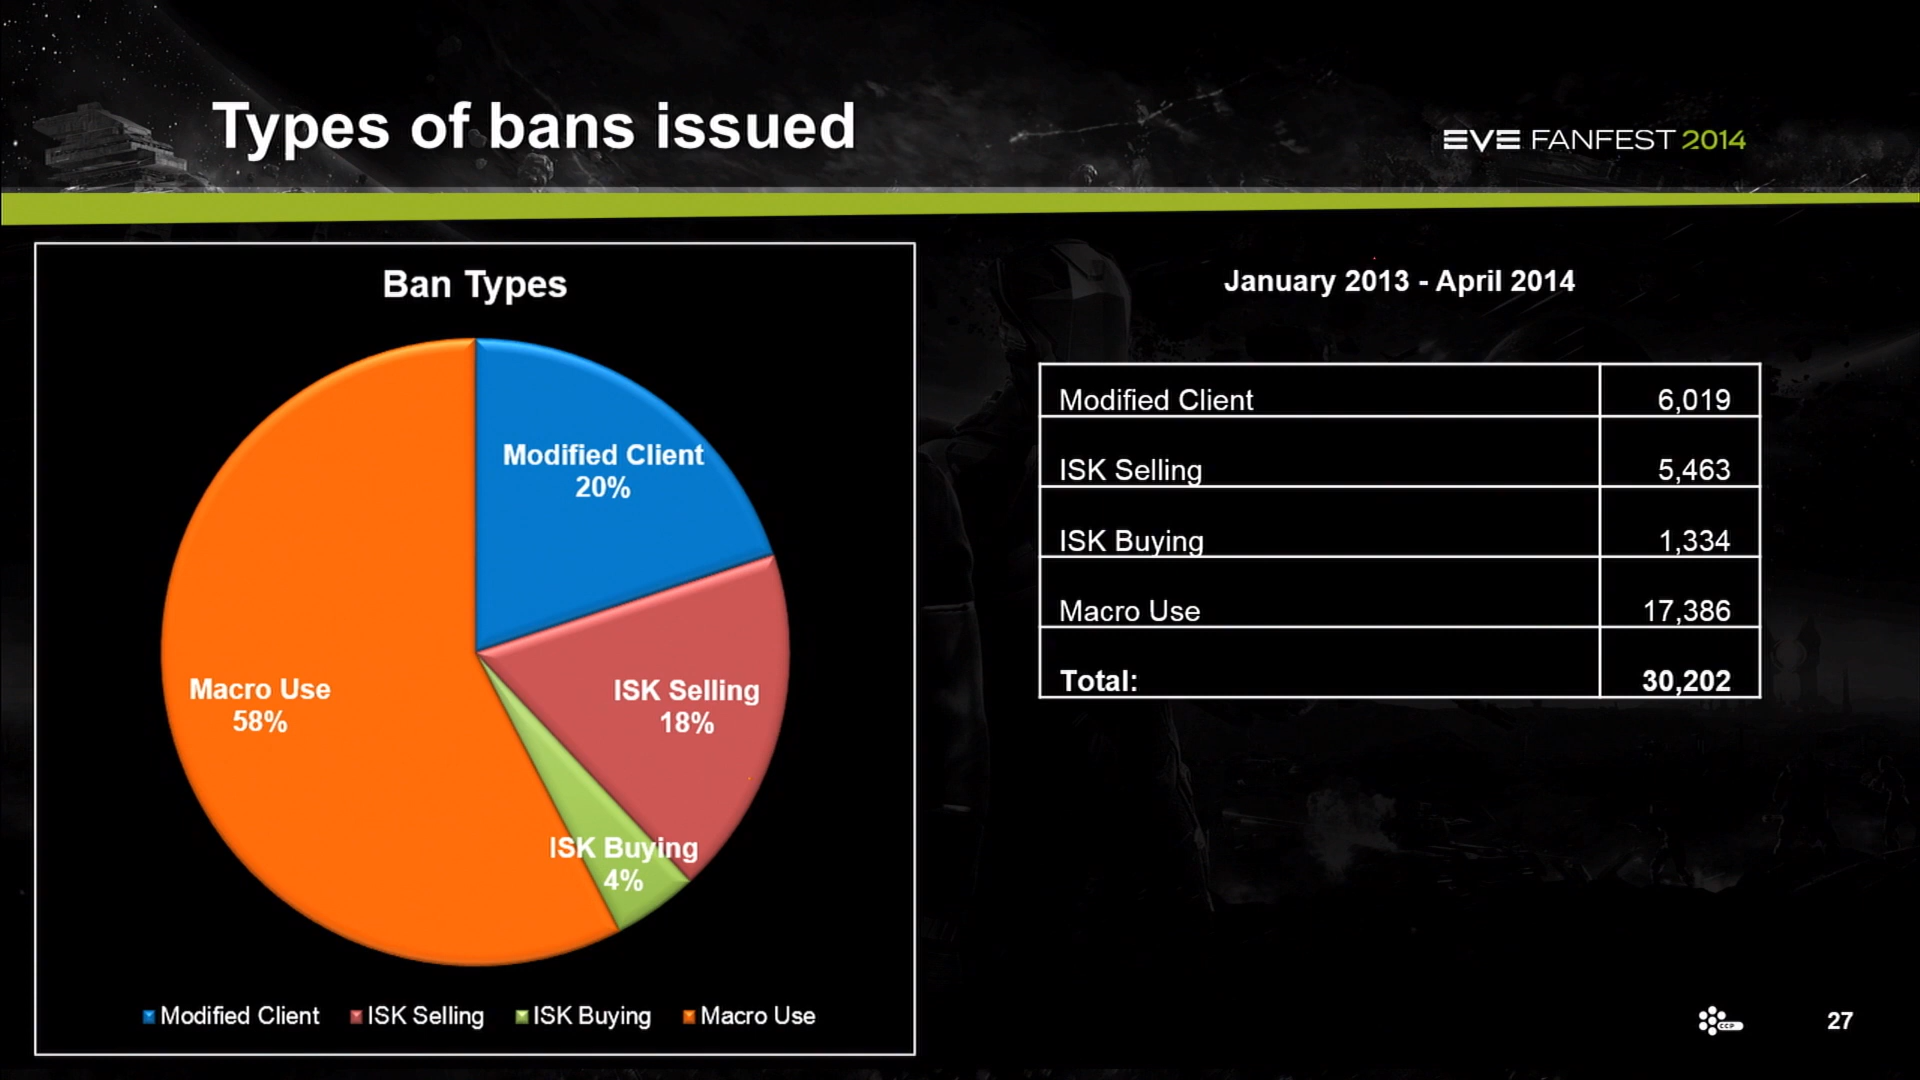 Types of bans issued
EVE FANFEST 2014
Ban Types
Modified Client
20%
ISK Selling
18%
ISK Buying
4%
Macro Use
58%
Modified Client ISK Selling ISK Buying Macro Use
January 2013 - April 2014
Modified Client 6,019
ISK Selling 5,463
ISK Buying 1,334
Macro Use 17,386
Total: 30,202
CCP
27